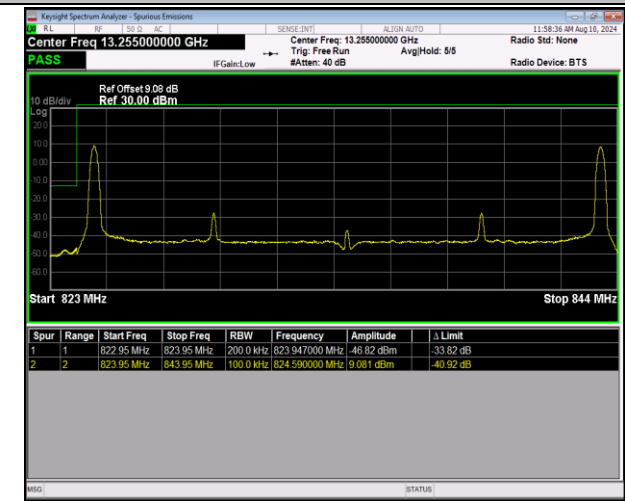 Keysight Spectrum Analyzer - Spurious Emissions
RL RF 50 Ω AC SENSE:INT ALIGN AUTO 11:58:36 AM Aug 10, 2024
Center Freq 13.255000000 GHz Center Freq: 13.255000000 GHz Radio Std: None
Trig: Free Run Avg|Hold: 5/5
PASS IFGain:Low #Atten: 40 dB Radio Device: BTS
Ref Offset 9.08 dB
10 dB/div Ref 30.00 dBm
Log
20.0
10.0
0.00
-10.0
-20.0
-30.0
-40.0
-50.0
-60.0
Start 823 MHz Stop 844 MHz
Spur Range Start Freq Stop Freq RBW Frequency Amplitude Δ Limit
1 1 822.95 MHz 823.95 MHz 200.0 kHz 823.947000 MHz -46.82 dBm -33.82 dB
2 2 823.95 MHz 843.95 MHz 100.0 kHz 824.590000 MHz 9.081 dBm -40.92 dB
MSG STATUS